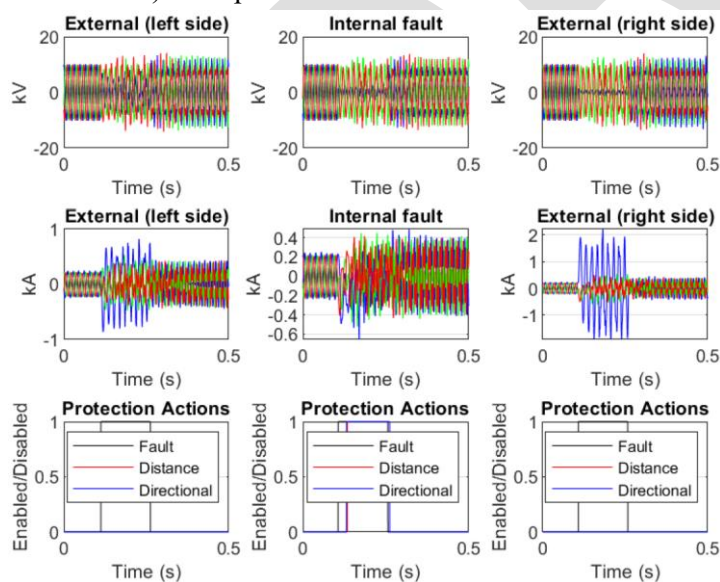 External (left side)
Internal fault
External (right side)
20
0
-20
kV
0
0.5
Time (s)
20
0
-20
kV
0
0.5
Time (s)
20
0
-20
kV
0
0.5
Time (s)
External (left side)
Internal fault
External (right side)
1
0
-1
kA
0
0.5
Time (s)
0.4
0.2
0
-0.2
-0.4
-0.6
kA
0
0.5
Time (s)
2
1
0
-1
kA
0
0.5
Time (s)
Protection Actions
Protection Actions
Protection Actions
1
0.5
0
Enabled/Disabled
Fault
Distance
Directional
0
0.5
Time (s)
1
0.5
0
Enabled/Disabled
Fault
Distance
Directional
0
0.5
Time (s)
1
0.5
0
Enabled/Disabled
Fault
Distance
Directional
0
0.5
Time (s)